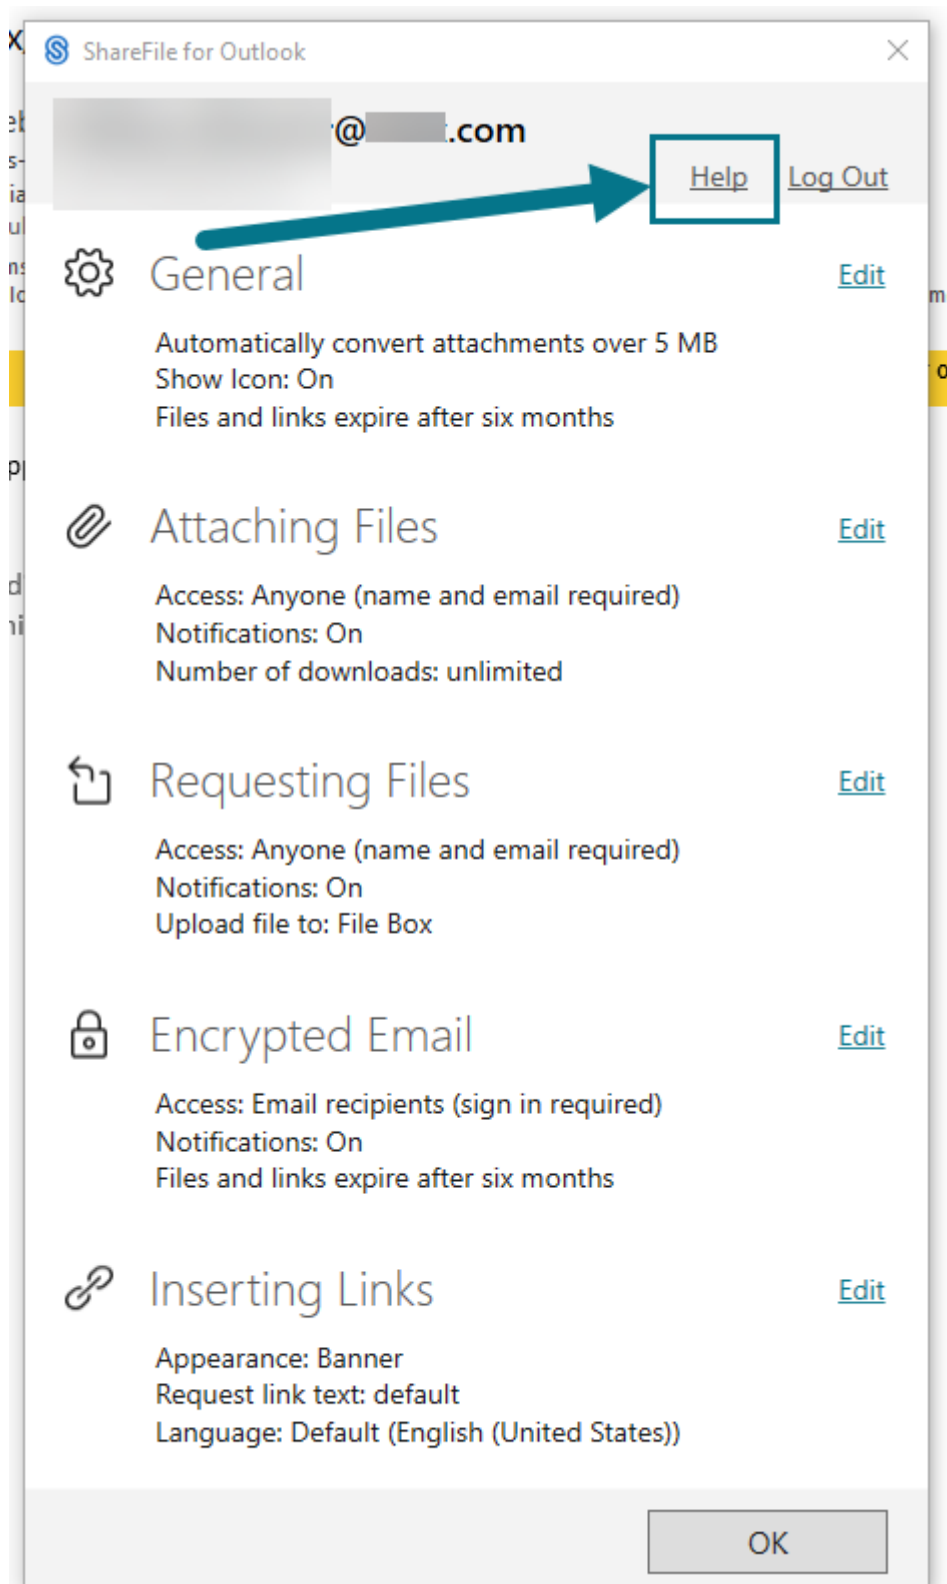 ShareFile for Outlook
r@ .com
Help Log Out
General Edit
Automatically convert attachments over 5 MB
Show Icon: On
Files and links expire after six months
Attaching Files Edit
Access: Anyone (name and email required)
Notifications: On
Number of downloads: unlimited
Requesting Files Edit
Access: Anyone (name and email required)
Notifications: On
Upload file to: File Box
Encrypted Email Edit
Access: Email recipients (sign in required)
Notifications: On
Files and links expire after six months
Inserting Links Edit
Appearance: Banner
Request link text: default
Language: Default (English (United States))
OK